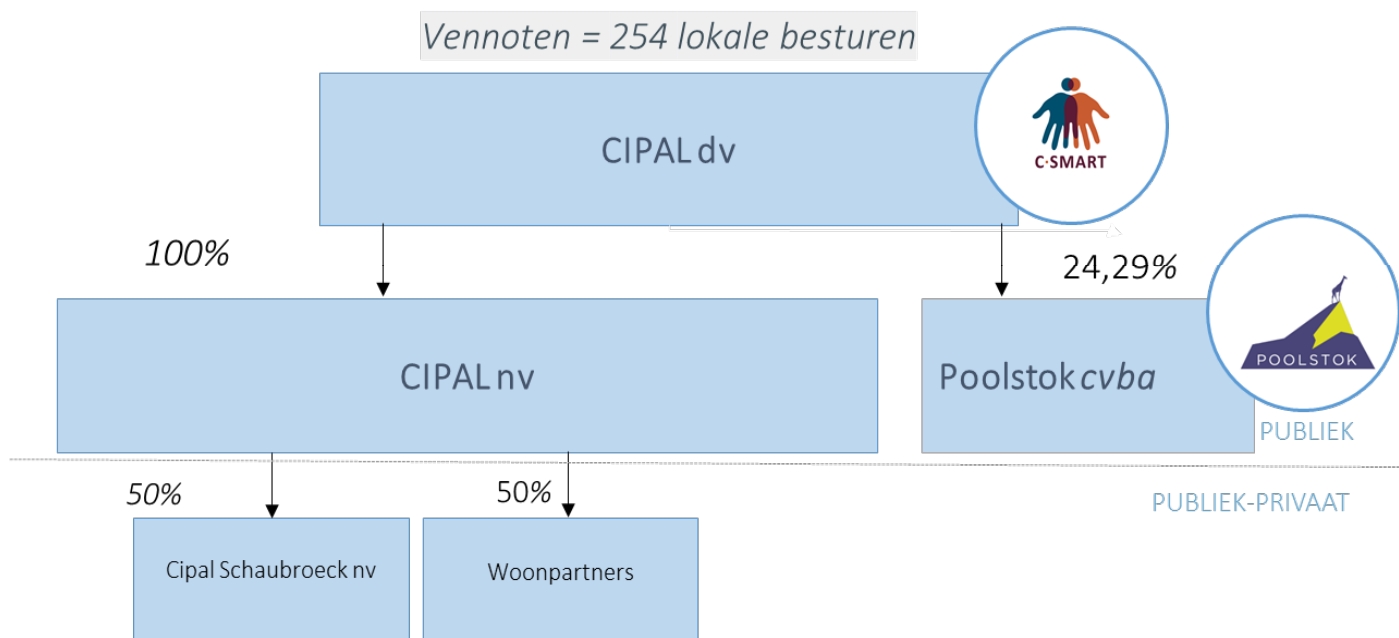 Vennoten = 254 lokale besturen
CIPAL dv
C·SMART
100%
24,29%
CIPAL nv
Poolstok cvba
POOLSTOK
PUBLIEK
50%
50%
PUBLIEK-PRIVAAT
Cipal Schaubroeck nv
Woonpartners